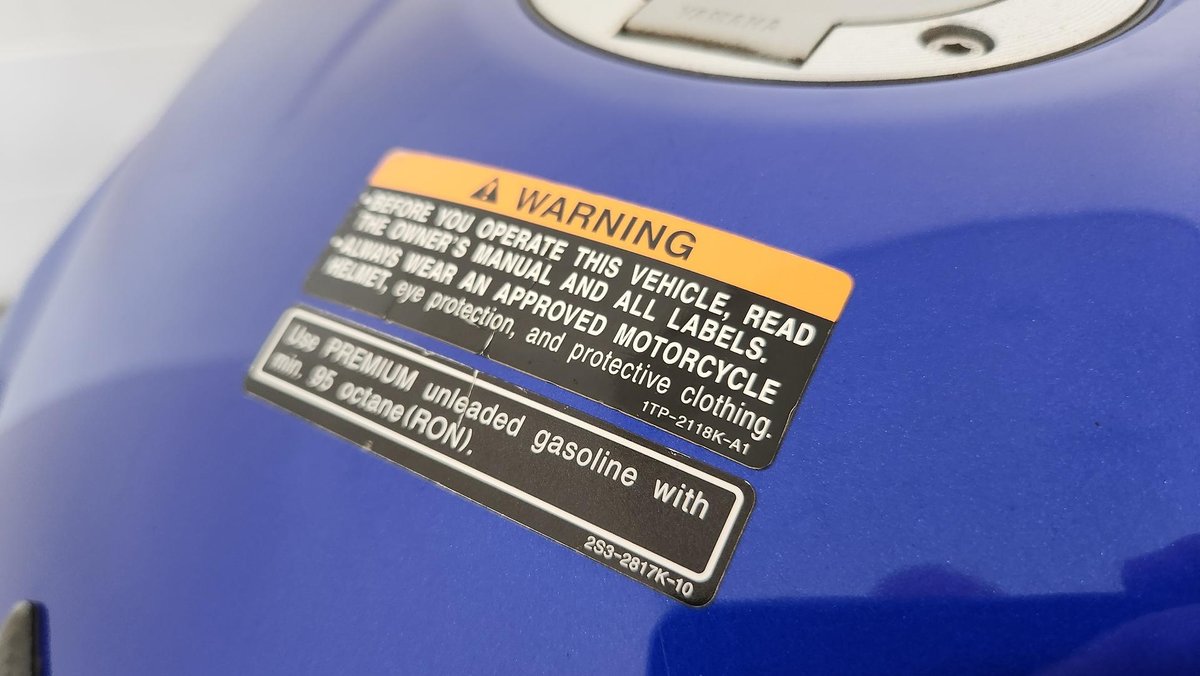 YAMAHA
⚠ WARNING
-BEFORE YOU OPERATE THIS VEHICLE, READ
THE OWNER'S MANUAL AND ALL LABELS.
-ALWAYS WEAR AN APPROVED MOTORCYCLE
HELMET, eye protection, and protective clothing.
1TP-2118K-A1
Use PREMIUM unleaded gasoline with
min. 95 octane(RON).
2S3-2817K-10